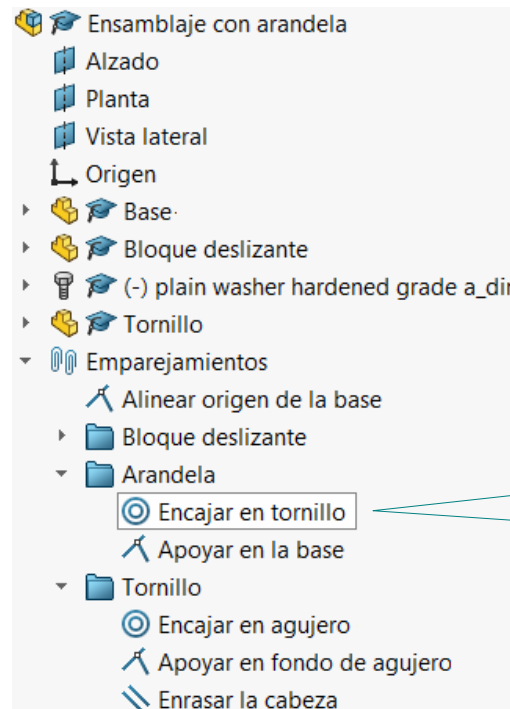 Ensamblaje con arandela
Alzado
Planta
Vista lateral
Origen
Base
Bloque deslizante
(-) plain washer hardened grade a_din
Tornillo
Emparejamientos
Alinear origen de la base
Bloque deslizante
Arandela
Encajar en tornillo
Apoyar en la base
Tornillo
Encajar en agujero
Apoyar en fondo de agujero
Enrasar la cabeza